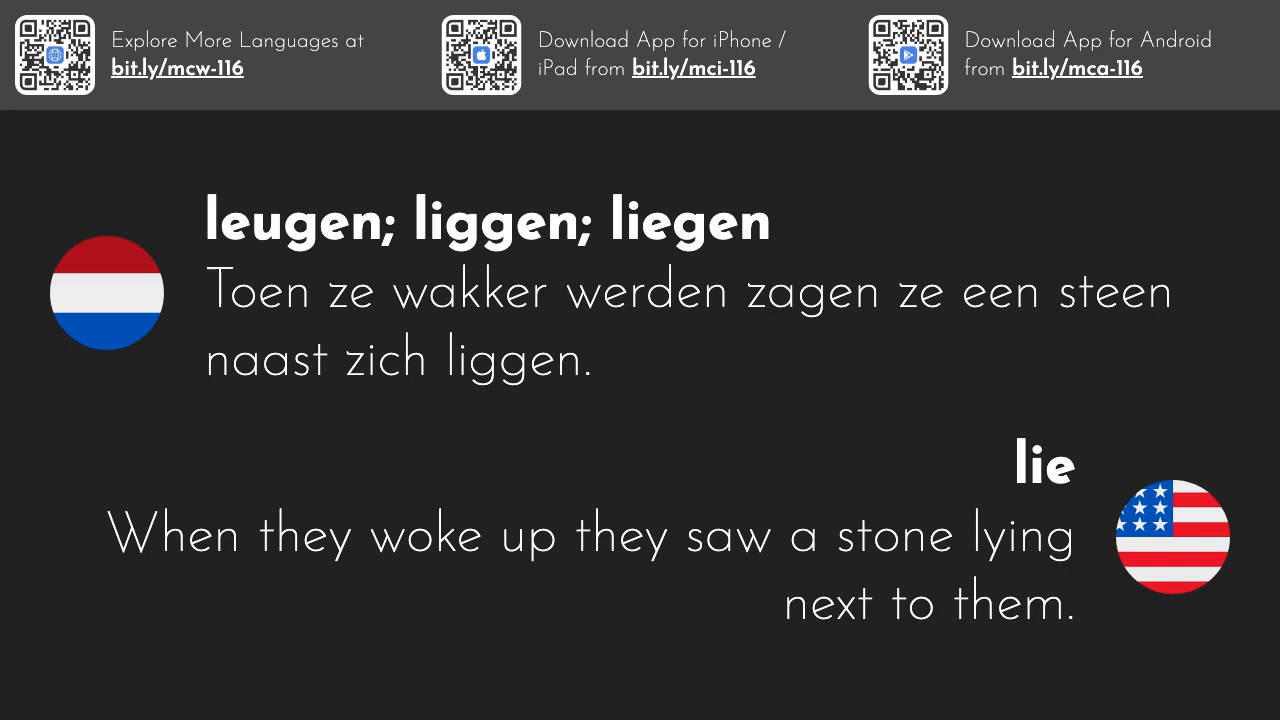 Explore More Languages at
bit.ly/mcw-116
Download App for iPhone /
iPad from bit.ly/mci-116
Download App for Android
from bit.ly/mca-116
leugen; liggen; liegen
Toen ze wakker werden zagen ze een steen
naast zich liggen.
lie
When they woke up they saw a stone lying
next to them.